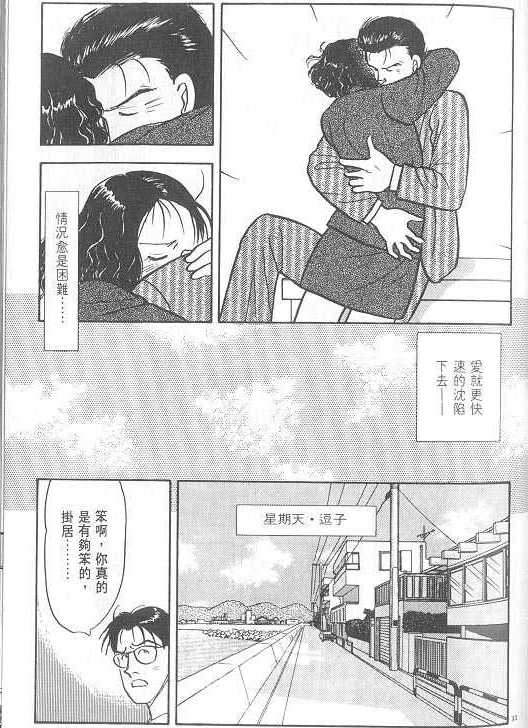 情況愈是困難……
愛就更快
速的沈陷
下去——
星期天・逗子
笨啊，你真的
是有夠笨的，
掛居………